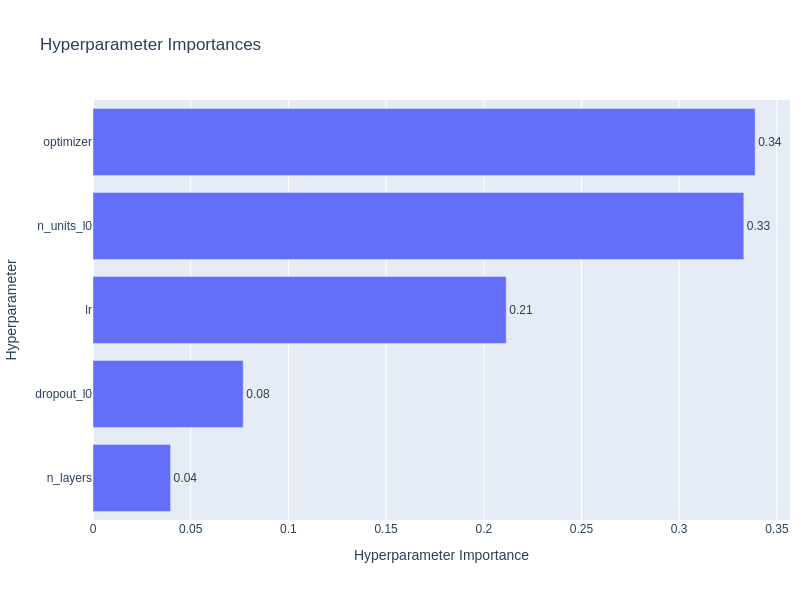 Hyperparameter Importances
optimizer
0.34
n_units_l0
0.33
lr
0.21
dropout_l0
0.08
n_layers
0.04
0
0.05
0.1
0.15
0.2
0.25
0.3
0.35
Hyperparameter Importance
Hyperparameter